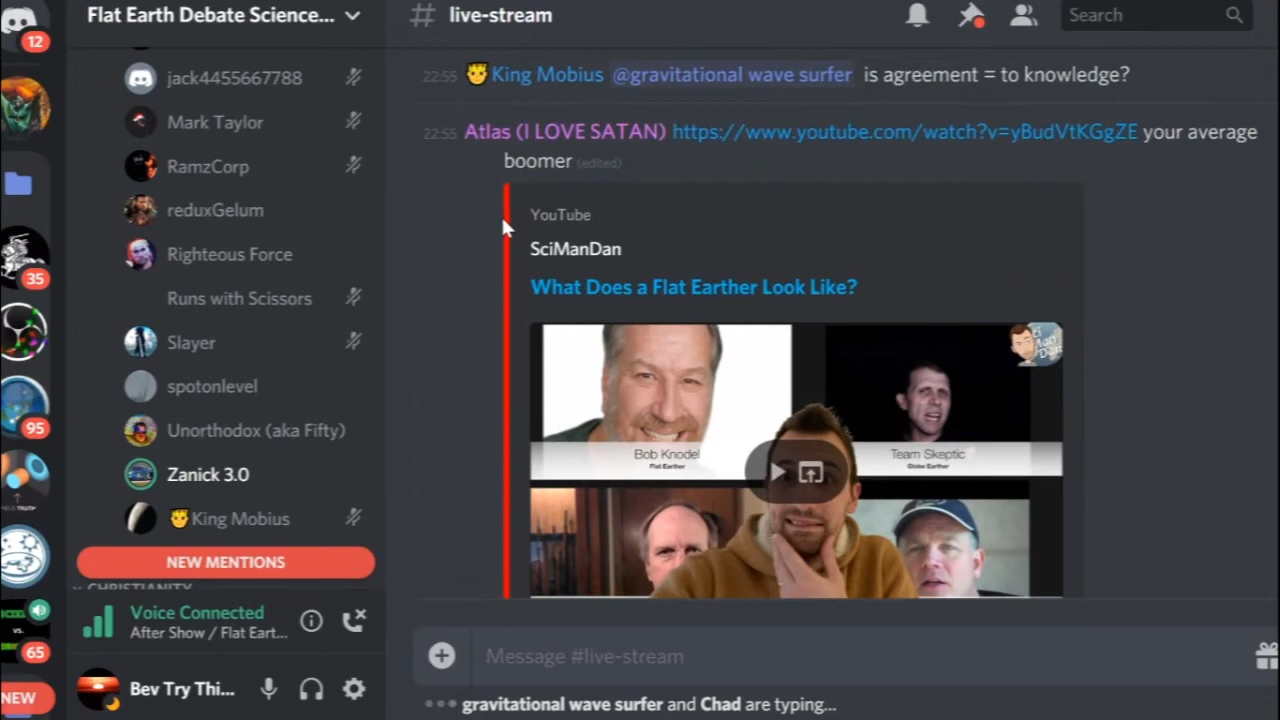 12
35
95
65
NEW
Flat Earth Debate Science...
jack4455667788
Mark Taylor
RamzCorp
reduxGelum
Righteous Force
Runs with Scissors
Slayer
spotonlevel
Unorthodox (aka Fifty)
Zanick 3.0
King Mobius
NEW MENTIONS
CHRISTIANITY
Voice Connected
After Show / Flat Eart...
Bev Try Thi...
# live-stream
Search
22:55 King Mobius @gravitational wave surfer is agreement = to knowledge?
22:55 Atlas (I LOVE SATAN) https://www.youtube.com/watch?v=yBudVtKGgZE your average
boomer (edited)
YouTube
SciManDan
What Does a Flat Earther Look Like?
Bob Knodel
Flat Earther
Team Skeptic
Globe Earther
Message #live-stream
gravitational wave surfer and Chad are typing...